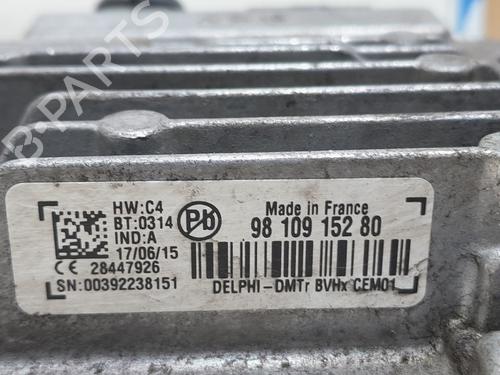 B-PARTS
HW:C4
BT:0314
IND:A
17/06/15
CE 28447926
SN:00392238151
Pb
Made in France
98 109 152 80
DELPHI-DMTr BVHx CEM01